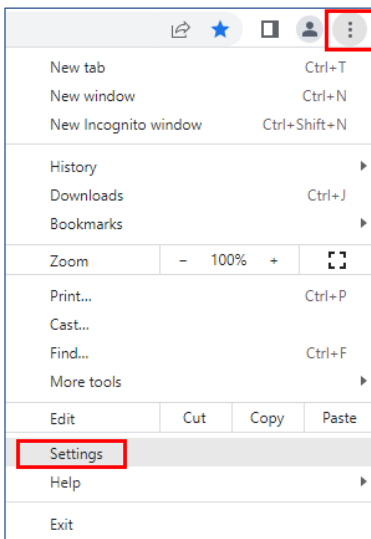 New tab Ctrl+T
New window Ctrl+N
New Incognito window Ctrl+Shift+N
History
Downloads Ctrl+J
Bookmarks
Zoom - 100% +
Print... Ctrl+P
Cast...
Find... Ctrl+F
More tools
Edit Cut Copy Paste
Settings
Help
Exit